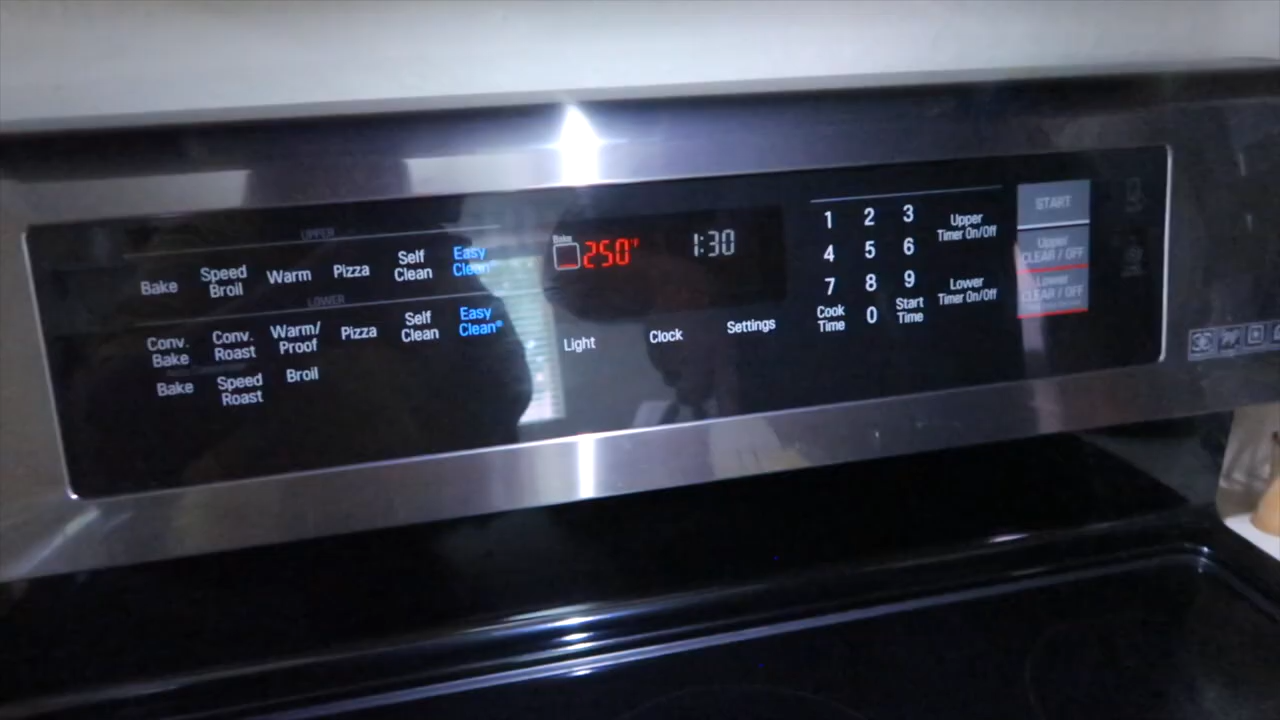 UPPER
Bake
Speed
Broil
Warm
Pizza
Self
Clean
Easy
Clean®
LOWER
Conv.
Bake
Conv.
Roast
Warm/
Proof
Pizza
Self
Clean
Easy
Clean®
Bake
Speed
Roast
Broil
Bake
250°F
1:30
Light
Clock
Settings
1 2 3
4 5 6
7 8 9
Cook
Time
0
Start
Time
Upper
Timer On/Off
Lower
Timer On/Off
START
Upper
CLEAR / OFF
Lower
CLEAR / OFF